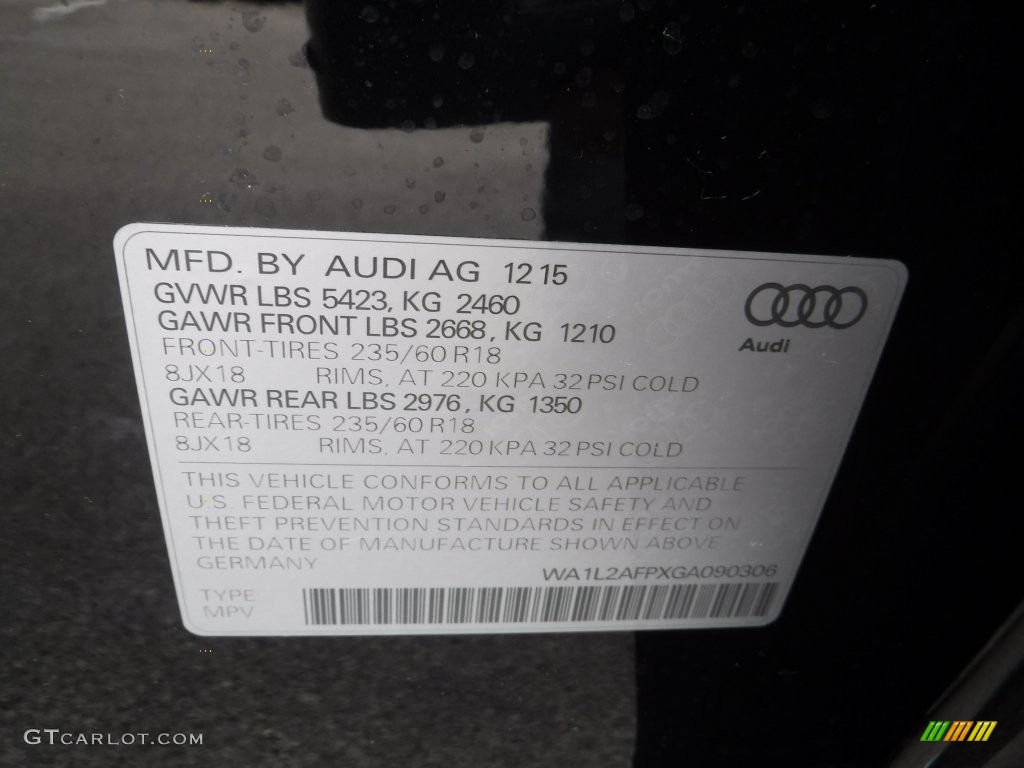 MFD. BY AUDI AG 12 15
GVWR LBS 5423, KG 2460
GAWR FRONT LBS 2668, KG 1210
FRONT-TIRES 235/60 R18
8JX18 RIMS, AT 220 KPA 32 PSI COLD
GAWR REAR LBS 2976, KG 1350
REAR-TIRES 235/60 R18
8JX18 RIMS, AT 220 KPA 32 PSI COLD
Audi
THIS VEHICLE CONFORMS TO ALL APPLICABLE
U.S. FEDERAL MOTOR VEHICLE SAFETY AND
THEFT PREVENTION STANDARDS IN EFFECT ON
THE DATE OF MANUFACTURE SHOWN ABOVE
GERMANY
WA1L2AFPXGA090306
TYPE
MPV
GTCARLOT.COM